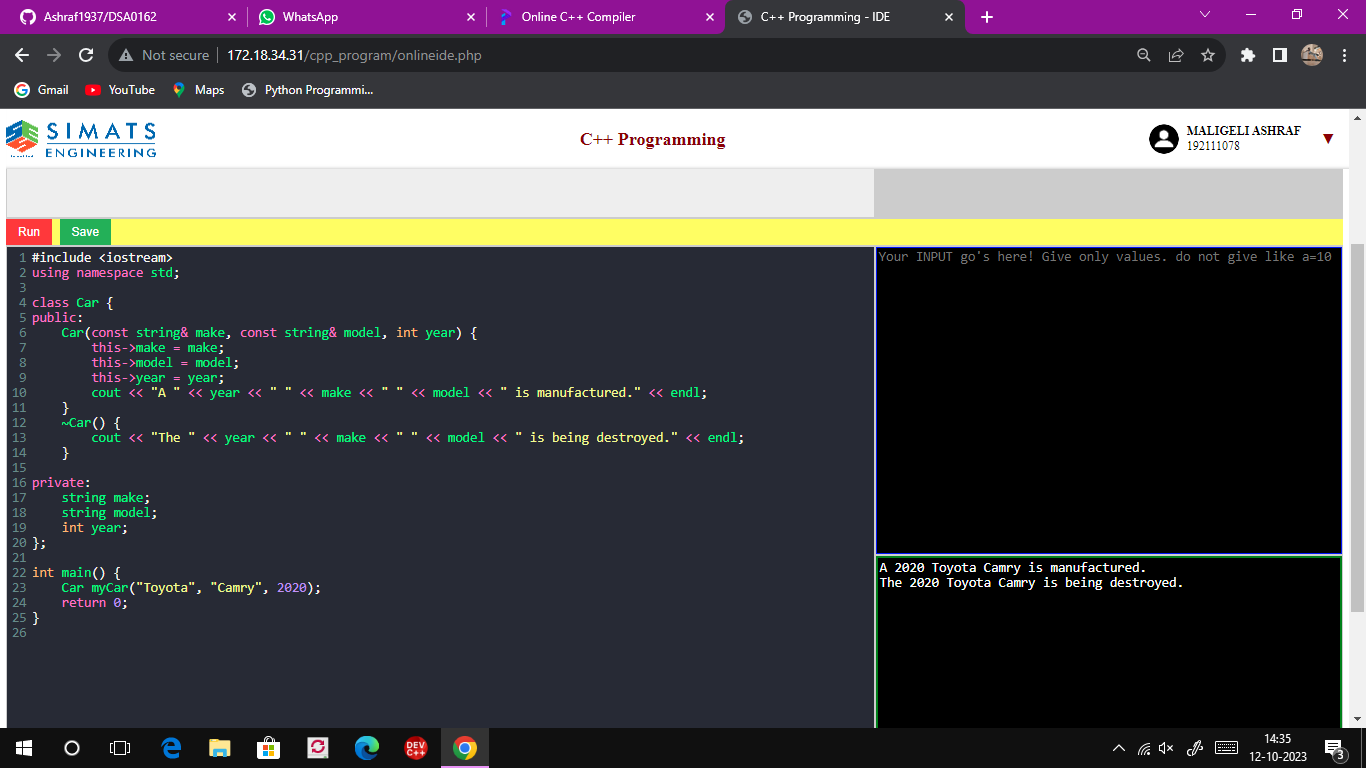 Ashraf1937/DSA0162
WhatsApp
Online C++ Compiler
C++ Programming - IDE
Not secure
172.18.34.31/cpp_program/onlineide.php
Gmail
YouTube
Maps
Python Programmi...
SIMATS
ENGINEERING
C++ Programming
MALIGELI ASHRAF
192111078
Run
Save
1 #include <iostream>
2 using namespace std;
3
4 class Car {
5 public:
6     Car(const string& make, const string& model, int year) {
7         this->make = make;
8         this->model = model;
9         this->year = year;
10         cout << "A " << year << " " << make << " " << model << " is manufactured." << endl;
11     }
12     ~Car() {
13         cout << "The " << year << " " << make << " " << model << " is being destroyed." << endl;
14     }
15
16 private:
17     string make;
18     string model;
19     int year;
20 };
21
22 int main() {
23     Car myCar("Toyota", "Camry", 2020);
24     return 0;
25 }
26
Your INPUT go's here! Give only values. do not give like a=10
A 2020 Toyota Camry is manufactured.
The 2020 Toyota Camry is being destroyed.
DEV
C++
14:35
12-10-2023
3